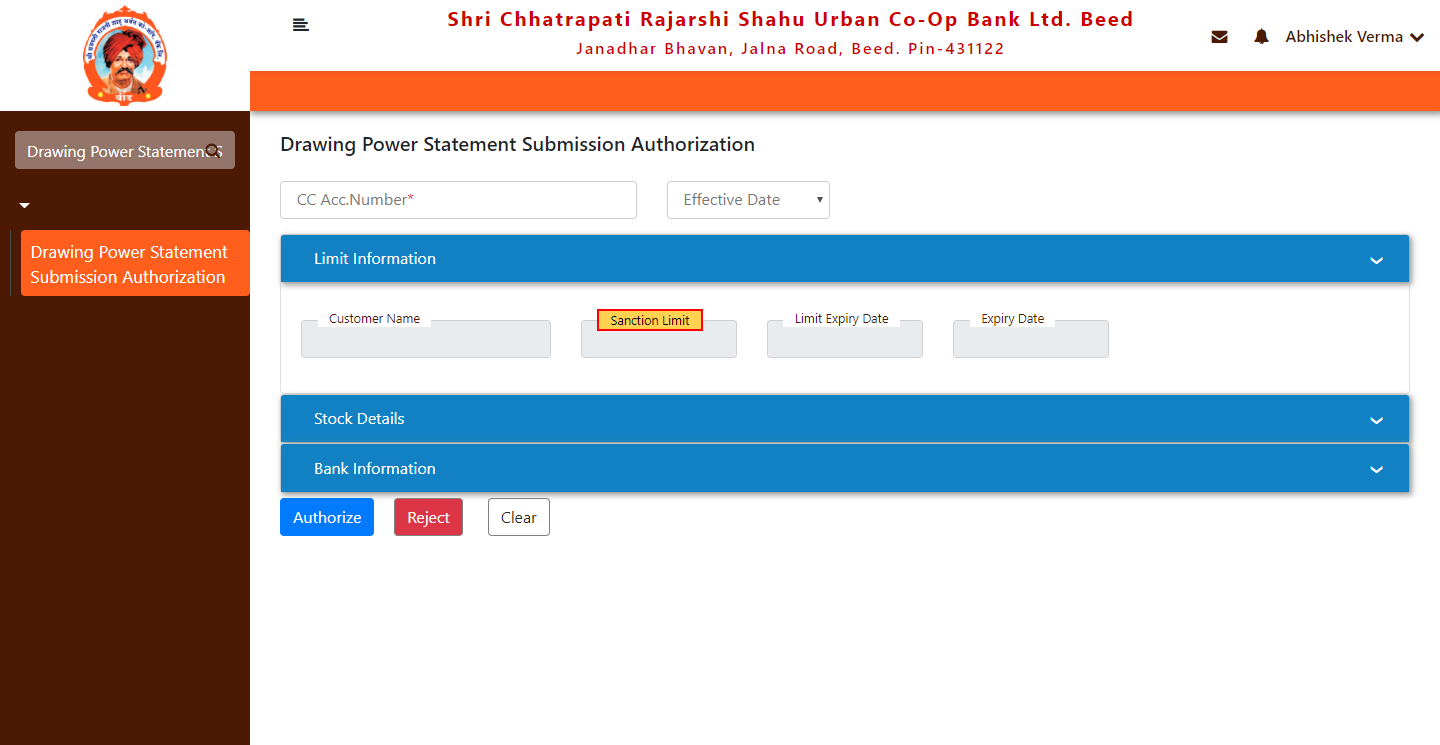 Shri Chhatrapati Rajarshi Shahu Urban Co-Op Bank Ltd. Beed
Janadhar Bhavan, Jalna Road, Beed. Pin-431122
Abhishek Verma
बीड
Drawing Power Statement S
Drawing Power Statement
Submission Authorization
Drawing Power Statement Submission Authorization
CC Acc.Number*
Effective Date
Limit Information
Customer Name
Sanction Limit
Limit Expiry Date
Expiry Date
Stock Details
Bank Information
Authorize
Reject
Clear